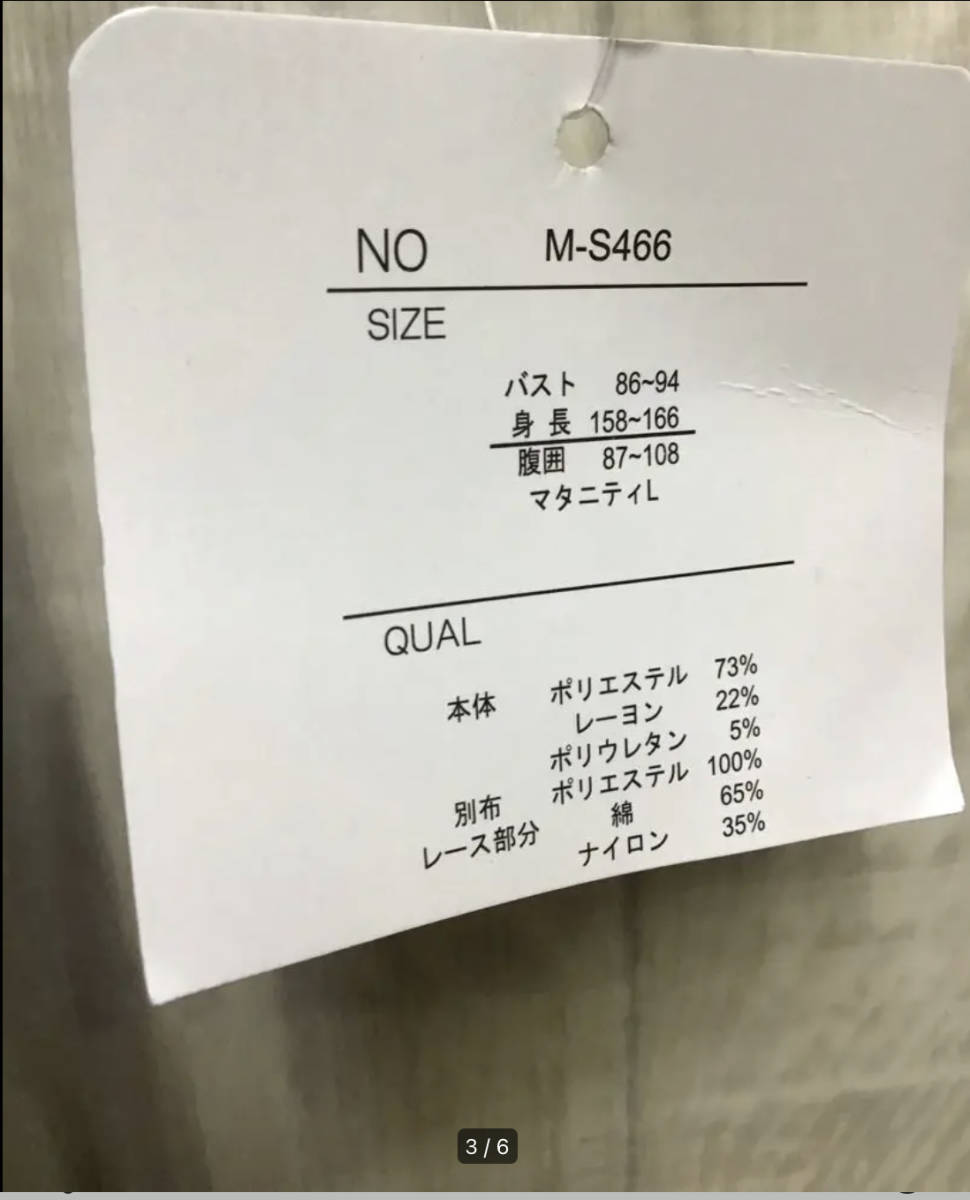 NO M-S466
SIZE
バスト 86~94
身長 158~166
腹囲 87~108
マタニティL
QUAL
本体 ポリエステル 73%
レーヨン 22%
ポリウレタン 5%
別布 ポリエステル 100%
レース部分 綿 65%
ナイロン 35%
3 / 6